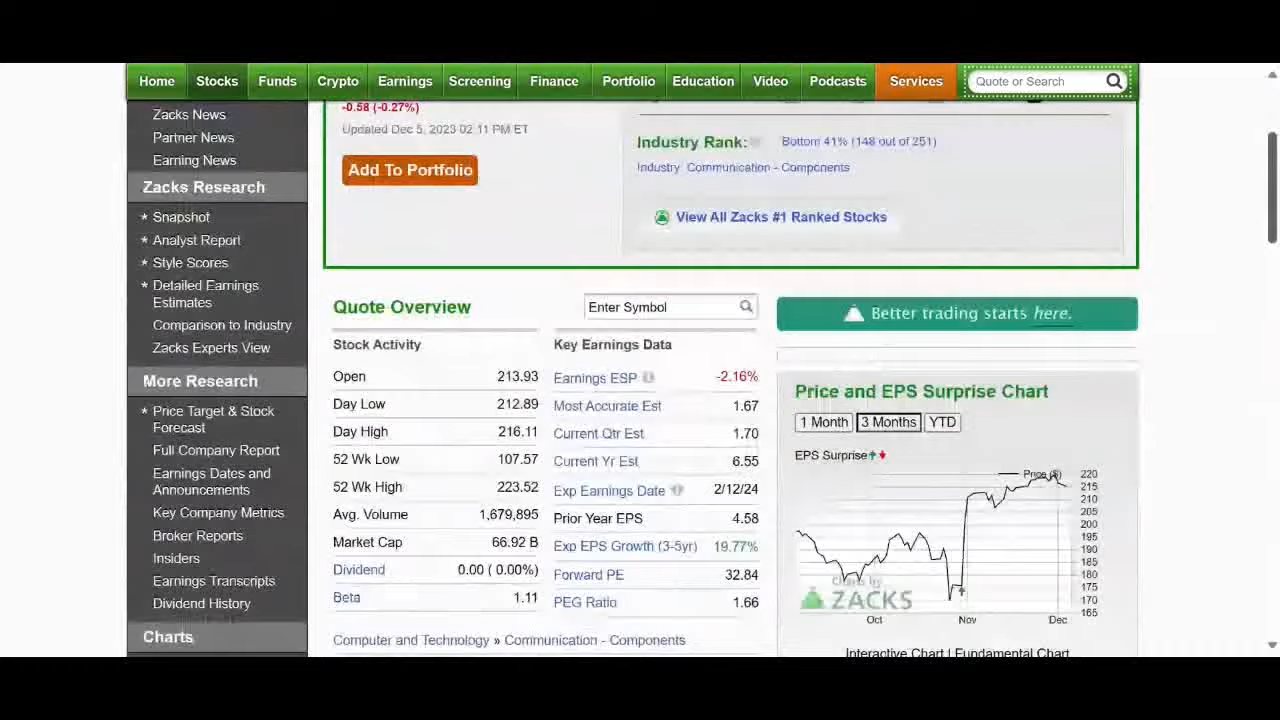 Home Stocks Funds Crypto Earnings Screening Finance Portfolio Education Video Podcasts Services Quote or Search
Zacks News
Partner News
Earning News
Zacks Research
* Snapshot
* Analyst Report
* Style Scores
* Detailed Earnings
Estimates
Comparison to Industry
Zacks Experts View
More Research
* Price Target & Stock
Forecast
Full Company Report
Earnings Dates and
Announcements
Key Company Metrics
Broker Reports
Insiders
Earnings Transcripts
Dividend History
Charts
-0.58 (-0.27%)
Updated Dec 5, 2023 02:11 PM ET
Add To Portfolio
Industry Rank: Bottom 41% (148 out of 251)
Industry: Communication - Components
View All Zacks #1 Ranked Stocks
Quote Overview
Enter Symbol
Stock Activity
Open 213.93
Day Low 212.89
Day High 216.11
52 Wk Low 107.57
52 Wk High 223.52
Avg. Volume 1,679,895
Market Cap 66.92 B
Dividend 0.00 ( 0.00%)
Beta 1.11
Key Earnings Data
Earnings ESP -2.16%
Most Accurate Est 1.67
Current Qtr Est 1.70
Current Yr Est 6.55
Exp Earnings Date 2/12/24
Prior Year EPS 4.58
Exp EPS Growth (3-5yr) 19.77%
Forward PE 32.84
PEG Ratio 1.66
Computer and Technology » Communication - Components
Better trading starts here.
Price and EPS Surprise Chart
1 Month 3 Months YTD
EPS Surprise
Price ($)
220
215
210
205
200
195
190
185
180
175
170
165
Charts by
ZACKS
Oct Nov Dec
Interactive Chart | Fundamental Chart